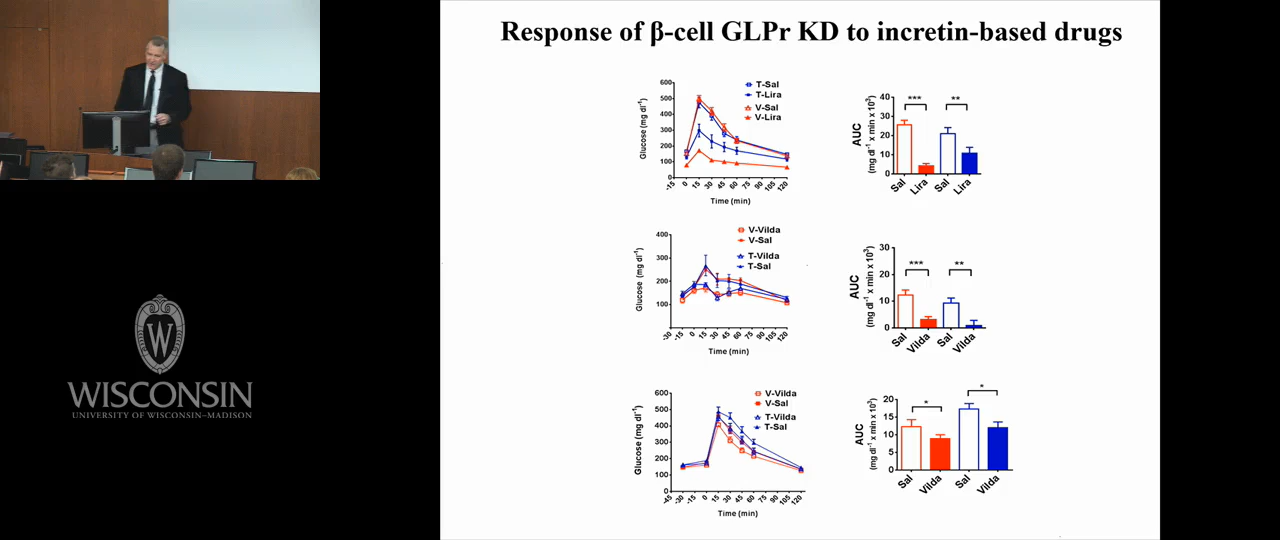 Response of β-cell GLPr KD to incretin-based drugs
600
500
400
300
200
100
0
Glucose (mg dl⁻¹)
T-Sal
T-Lira
V-Sal
V-Lira
-15
0
15
30
45
60
75
90
105
120
Time (min)
40
30
20
10
0
AUC
(mg dl⁻¹ x min x 10³)
***
**
Sal
Lira
Sal
Lira
400
300
200
100
Glucose (mg dl⁻¹)
V-Vilda
V-Sal
T-Vilda
T-Sal
-30
-15
0
15
30
45
60
75
90
105
120
Time (min)
30
20
10
0
AUC
(mg dl⁻¹ x min x 10³)
***
**
Sal
Vilda
Sal
Vilda
W
WISCONSIN
UNIVERSITY OF WISCONSIN–MADISON
600
500
400
300
200
100
0
Glucose (mg dl⁻¹)
V-Vilda
V-Sal
T-Vilda
T-Sal
-45
-30
-15
0
15
30
45
60
75
90
105
120
Time (min)
20
15
10
5
0
AUC
(mg dl⁻¹ x min x 10³)
*
*
Sal
Vilda
Sal
Vilda